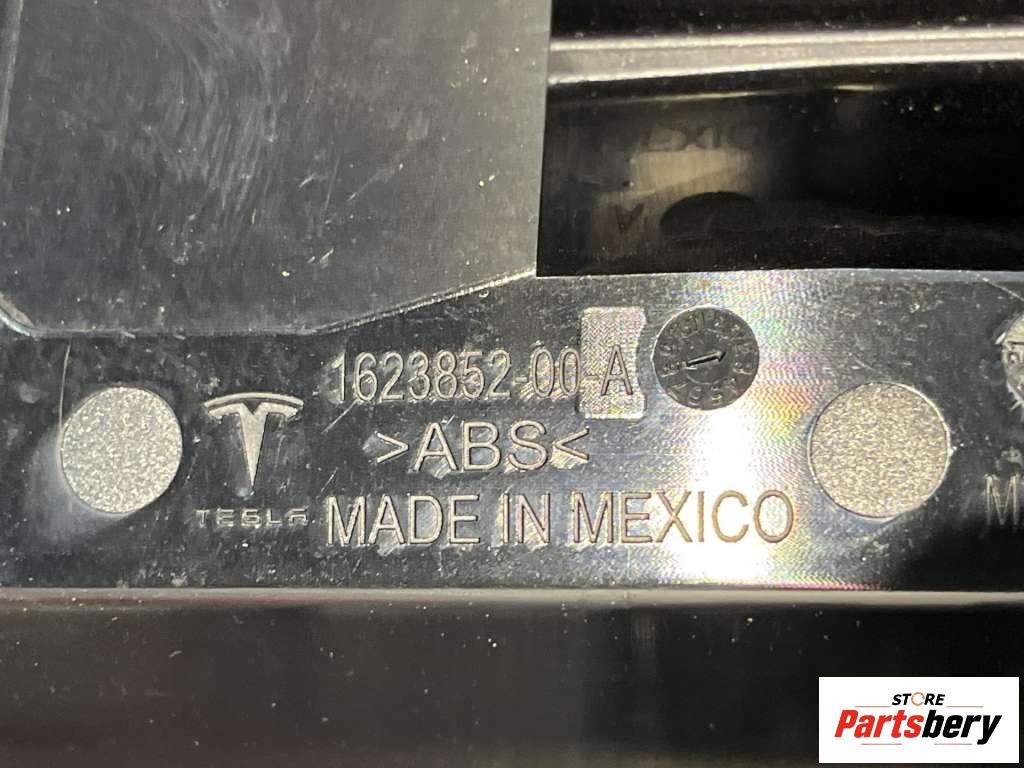 1623852-00-A
>ABS<
TESLA MADE IN MEXICO
STORE
Partsbery